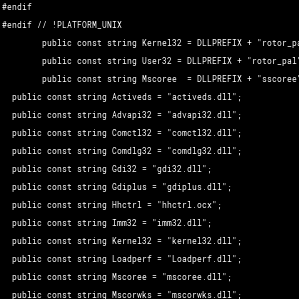 #endif
#endif // !PLATFORM_UNIX
public const string Kernel32 = DLLPREFIX + "rotor_pa
public const string User32 = DLLPREFIX + "rotor_pal"
public const string Mscoree  = DLLPREFIX + "sscoree"
public const string Activeds = "activeds.dll";
public const string Advapi32 = "advapi32.dll";
public const string Comctl32 = "comctl32.dll";
public const string Comdlg32 = "comdlg32.dll";
public const string Gdi32 = "gdi32.dll";
public const string Gdiplus = "gdiplus.dll";
public const string Hhctrl = "hhctrl.ocx";
public const string Imm32 = "imm32.dll";
public const string Kernel32 = "kernel32.dll";
public const string Loadperf = "Loadperf.dll";
public const string Mscoree = "mscoree.dll";
public const string Mscorwks = "mscorwks.dll";